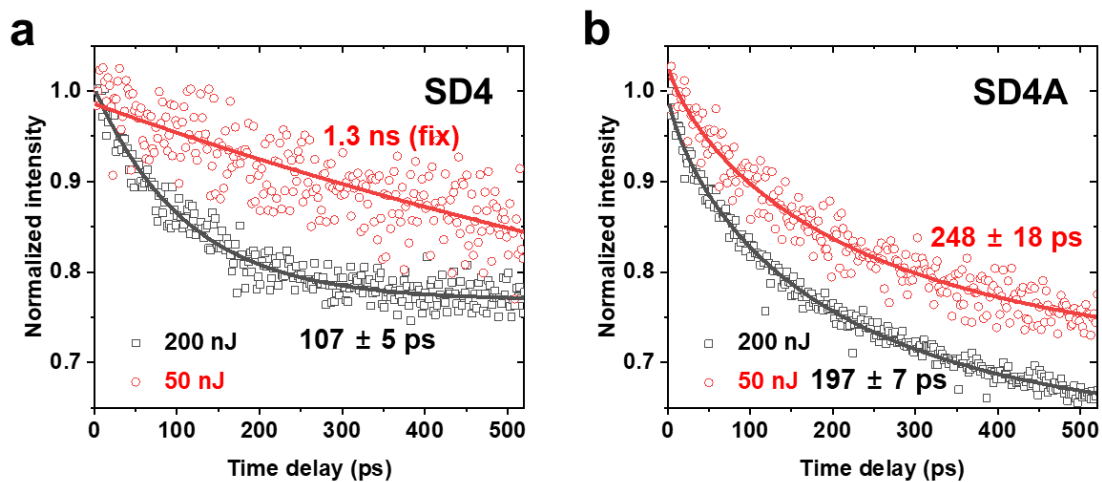 a
SD4
1.3 ns (fix)
107 ± 5 ps
200 nJ
50 nJ
Normalized intensity
1.0
0.9
0.8
0.7
0 100 200 300 400 500
Time delay (ps)
b
SD4A
248 ± 18 ps
200 nJ
50 nJ
197 ± 7 ps
Normalized intensity
1.0
0.9
0.8
0.7
0 100 200 300 400 500
Time delay (ps)